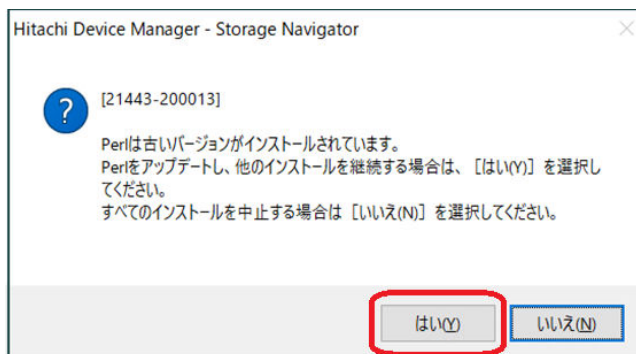 Hitachi Device Manager - Storage Navigator
[21443-200013]
Perlは古いバージョンがインストールされています。
Perlをアップデートし、他のインストールを継続する場合は、［はい(Y)］を選択し
てください。
すべてのインストールを中止する場合は［いいえ(N)］を選択してください。
はい(Y)
いいえ(N)